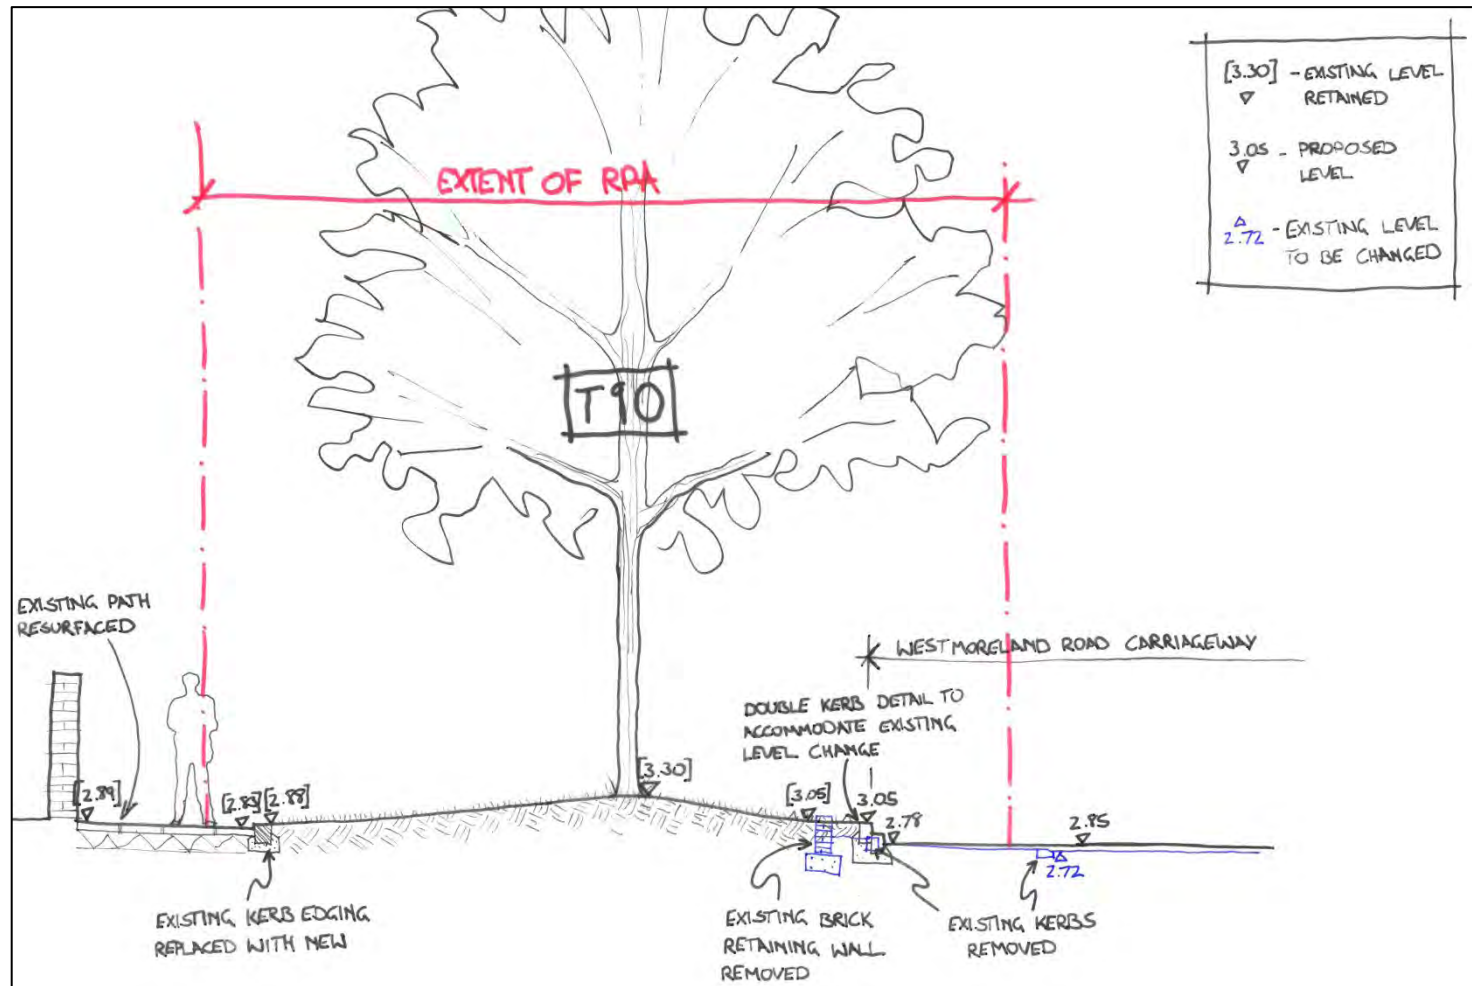 [3.30] - EXISTING LEVEL
RETAINED
3.05 - PROPOSED
LEVEL
2.72 - EXISTING LEVEL
TO BE CHANGED
EXTENT OF RPA
T90
EXISTING PATH
RESURFACED
WESTMORELAND ROAD CARRIAGEWAY
DOUBLE KERB DETAIL TO
ACCOMMODATE EXISTING
LEVEL CHANGE
[2.89]
[2.88]
[3.30]
[3.05]
3.05
2.78
2.85
2.72
EXISTING KERB EDGING
REPLACED WITH NEW
EXISTING BRICK
RETAINING WALL
REMOVED
EXISTING KERBS
REMOVED